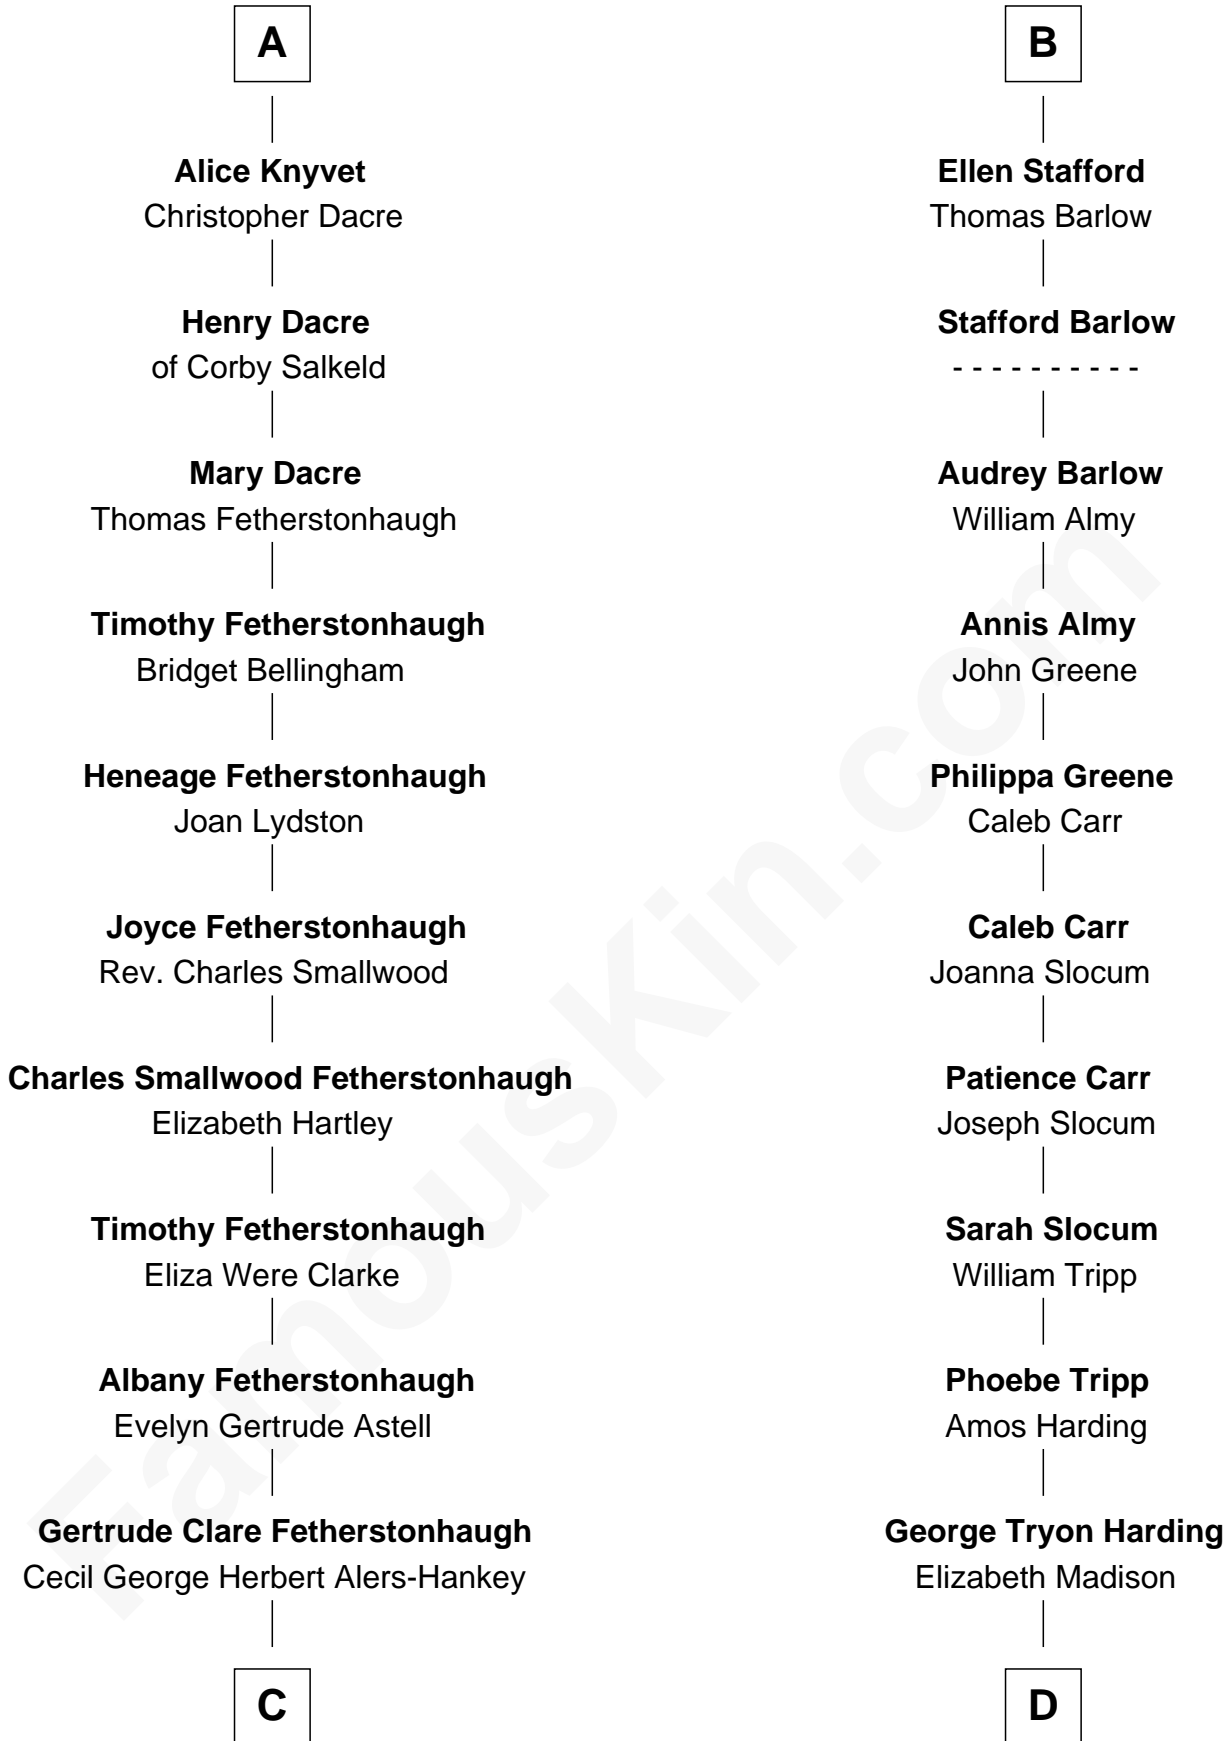 A
Alice Knyvet
Christopher Dacre
Henry Dacre
of Corby Salkeld
Mary Dacre
Thomas Fetherstonhaugh
Timothy Fetherstonhaugh
Bridget Bellingham
Heneage Fetherstonhaugh
Joan Lydston
Joyce Fetherstonhaugh
Rev. Charles Smallwood
Charles Smallwood Fetherstonhaugh
Elizabeth Hartley
Timothy Fetherstonhaugh
Eliza Were Clarke
Albany Fetherstonhaugh
Evelyn Gertrude Astell
Gertrude Clare Fetherstonhaugh
Cecil George Herbert Alers-Hankey
C
B
Ellen Stafford
Thomas Barlow
Stafford Barlow
- - - - - - - - - -
Audrey Barlow
William Almy
Annis Almy
John Greene
Philippa Greene
Caleb Carr
Caleb Carr
Joanna Slocum
Patience Carr
Joseph Slocum
Sarah Slocum
William Tripp
Phoebe Tripp
Amos Harding
George Tryon Harding
Elizabeth Madison
D
FamousKin.com